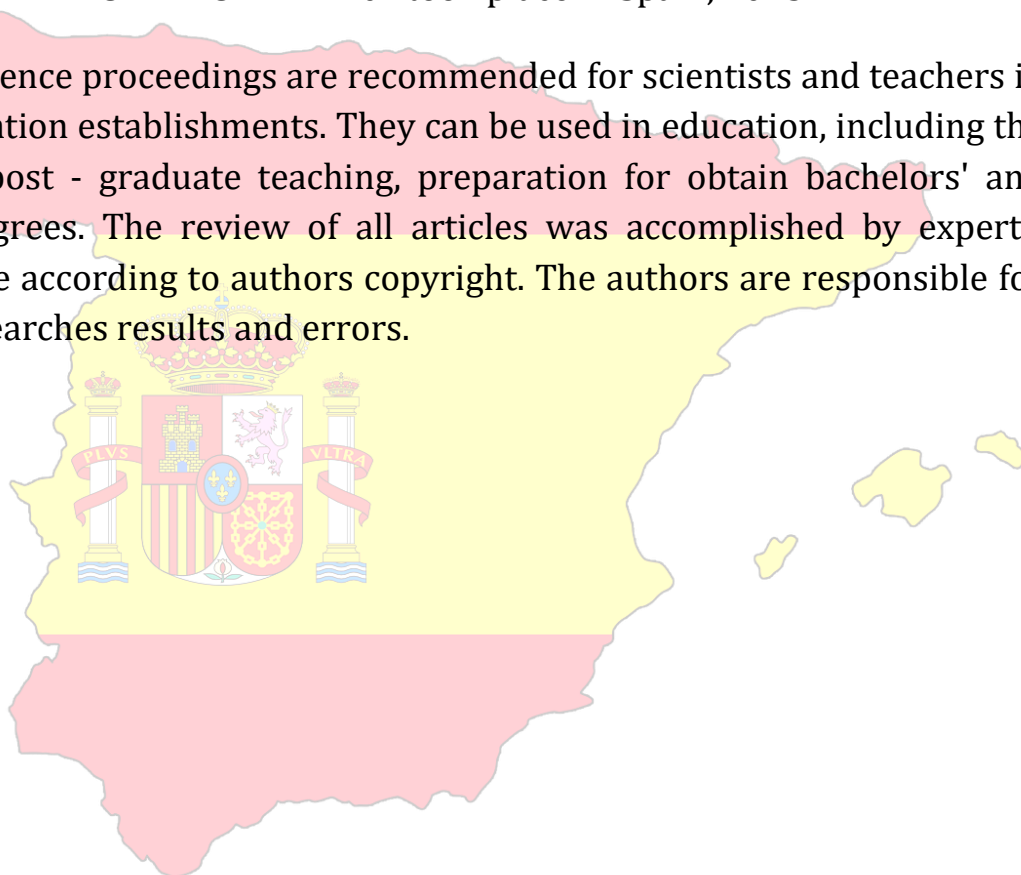 ence proceedings are recommended for scientists and teachers i
ation establishments. They can be used in education, including th
post - graduate teaching, preparation for obtain bachelors' an
grees. The review of all articles was accomplished by expert
e according to authors copyright. The authors are responsible fo
earches results and errors.
PLVS VLTRA